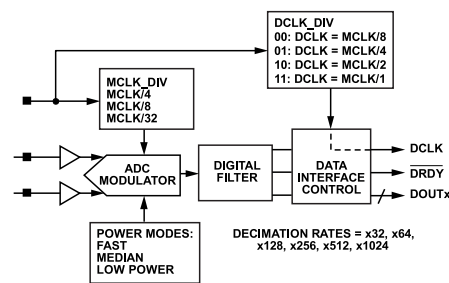 DCLK_DIV
00: DCLK = MCLK/8
01: DCLK = MCLK/4
10: DCLK = MCLK/2
11: DCLK = MCLK/1
MCLK_DIV
MCLK/4
MCLK/8
MCLK/32
ADC
MODULATOR
DIGITAL
FILTER
DATA
INTERFACE
CONTROL
DCLK
DRDY
DOUTx
POWER MODES:
FAST
MEDIAN
LOW POWER
DECIMATION RATES = x32, x64,
x128, x256, x512, x1024